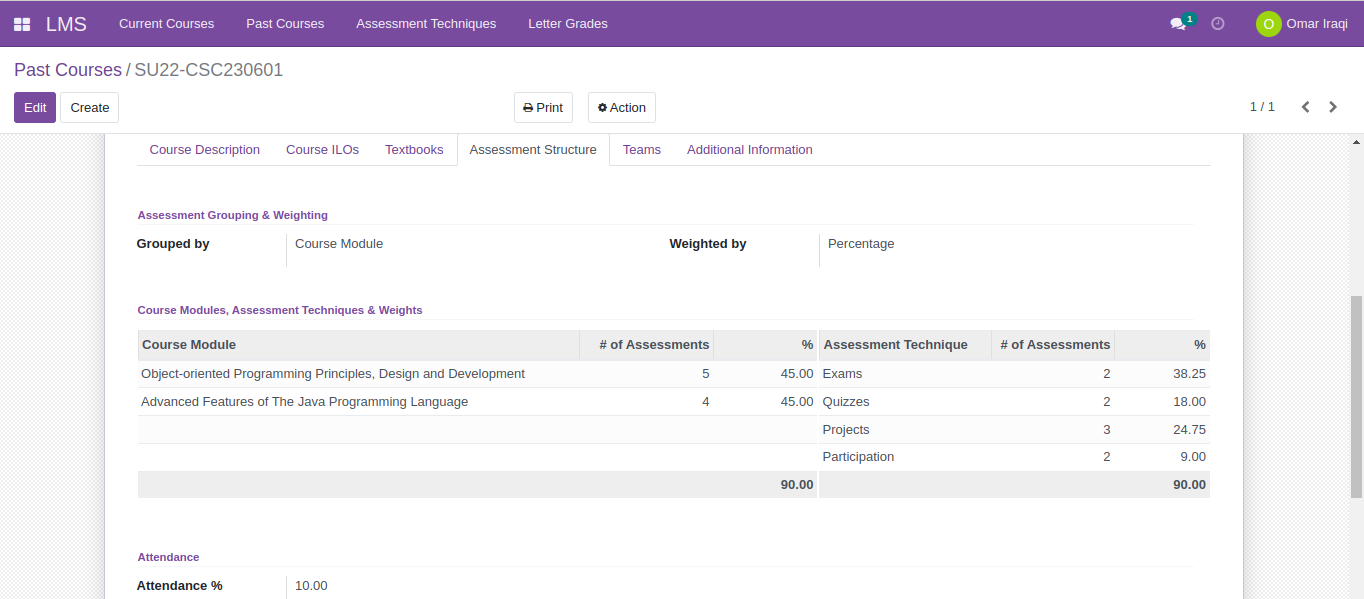 LMS Current Courses Past Courses Assessment Techniques Letter Grades 1 O Omar Iraqi
Past Courses / SU22-CSC230601
Edit Create Print Action 1 / 1
Course Description Course ILOs Textbooks Assessment Structure Teams Additional Information
Assessment Grouping & Weighting
Grouped by Course Module Weighted by Percentage
Course Modules, Assessment Techniques & Weights
Course Module # of Assessments % Assessment Technique # of Assessments %
Object-oriented Programming Principles, Design and Development 5 45.00 Exams 2 38.25
Advanced Features of The Java Programming Language 4 45.00 Quizzes 2 18.00
Projects 3 24.75
Participation 2 9.00
90.00 90.00
Attendance
Attendance % 10.00